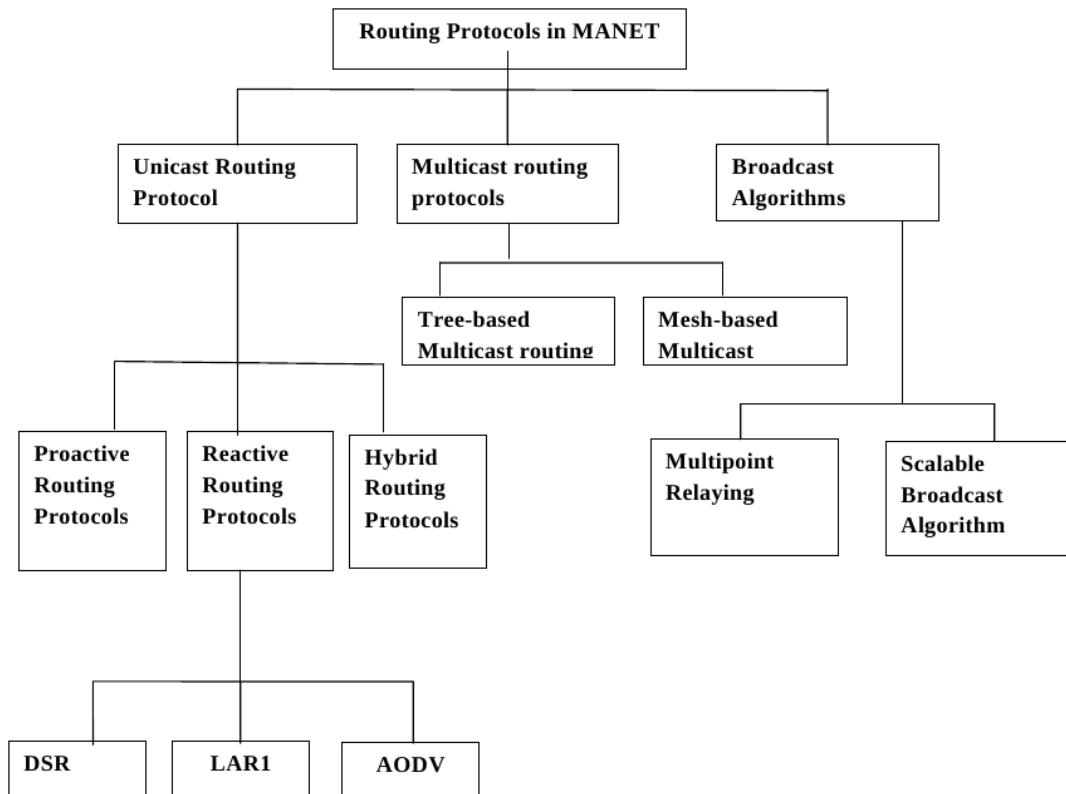 Routing Protocols in MANET
Unicast Routing
Protocol
Multicast routing
protocols
Broadcast
Algorithms
Tree-based
Multicast routing
Mesh-based
Multicast
Proactive
Routing
Protocols
Reactive
Routing
Protocols
Hybrid
Routing
Protocols
Multipoint
Relaying
Scalable
Broadcast
Algorithm
DSR
LAR1
AODV